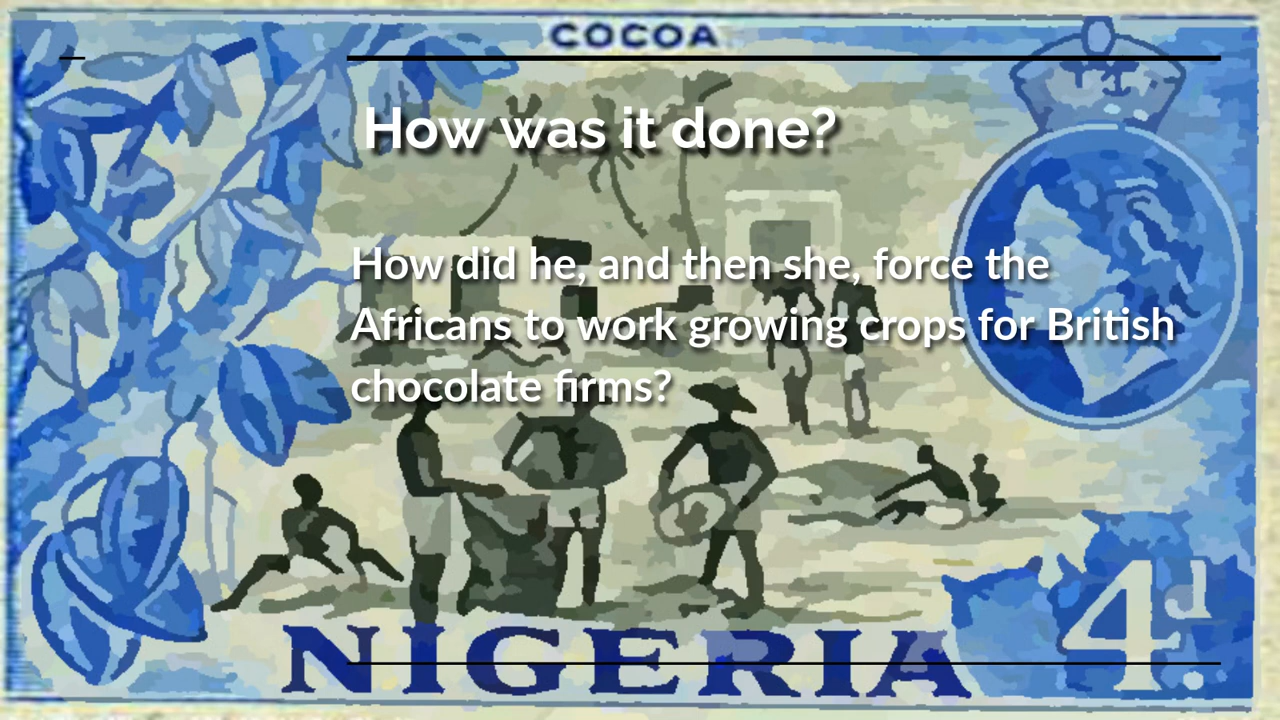 COCOA
How was it done?
How did he, and then she, force the
Africans to work growing crops for British
chocolate firms?
NIGERIA
4d